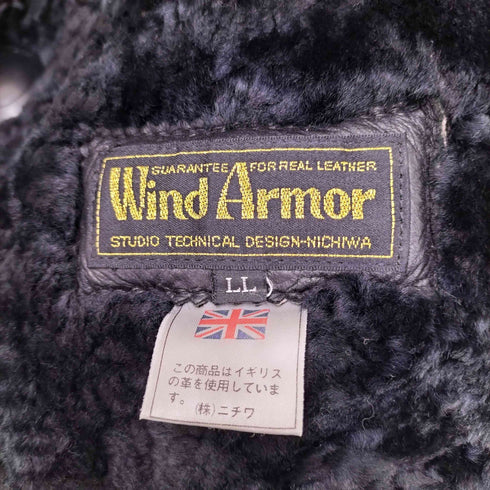 GUARANTEE FOR REAL LEATHER
Wind Armor
STUDIO TECHNICAL DESIGN-NICHIWA
LL
この商品はイギリス
の革を使用していま
す。
(株)ニチワ